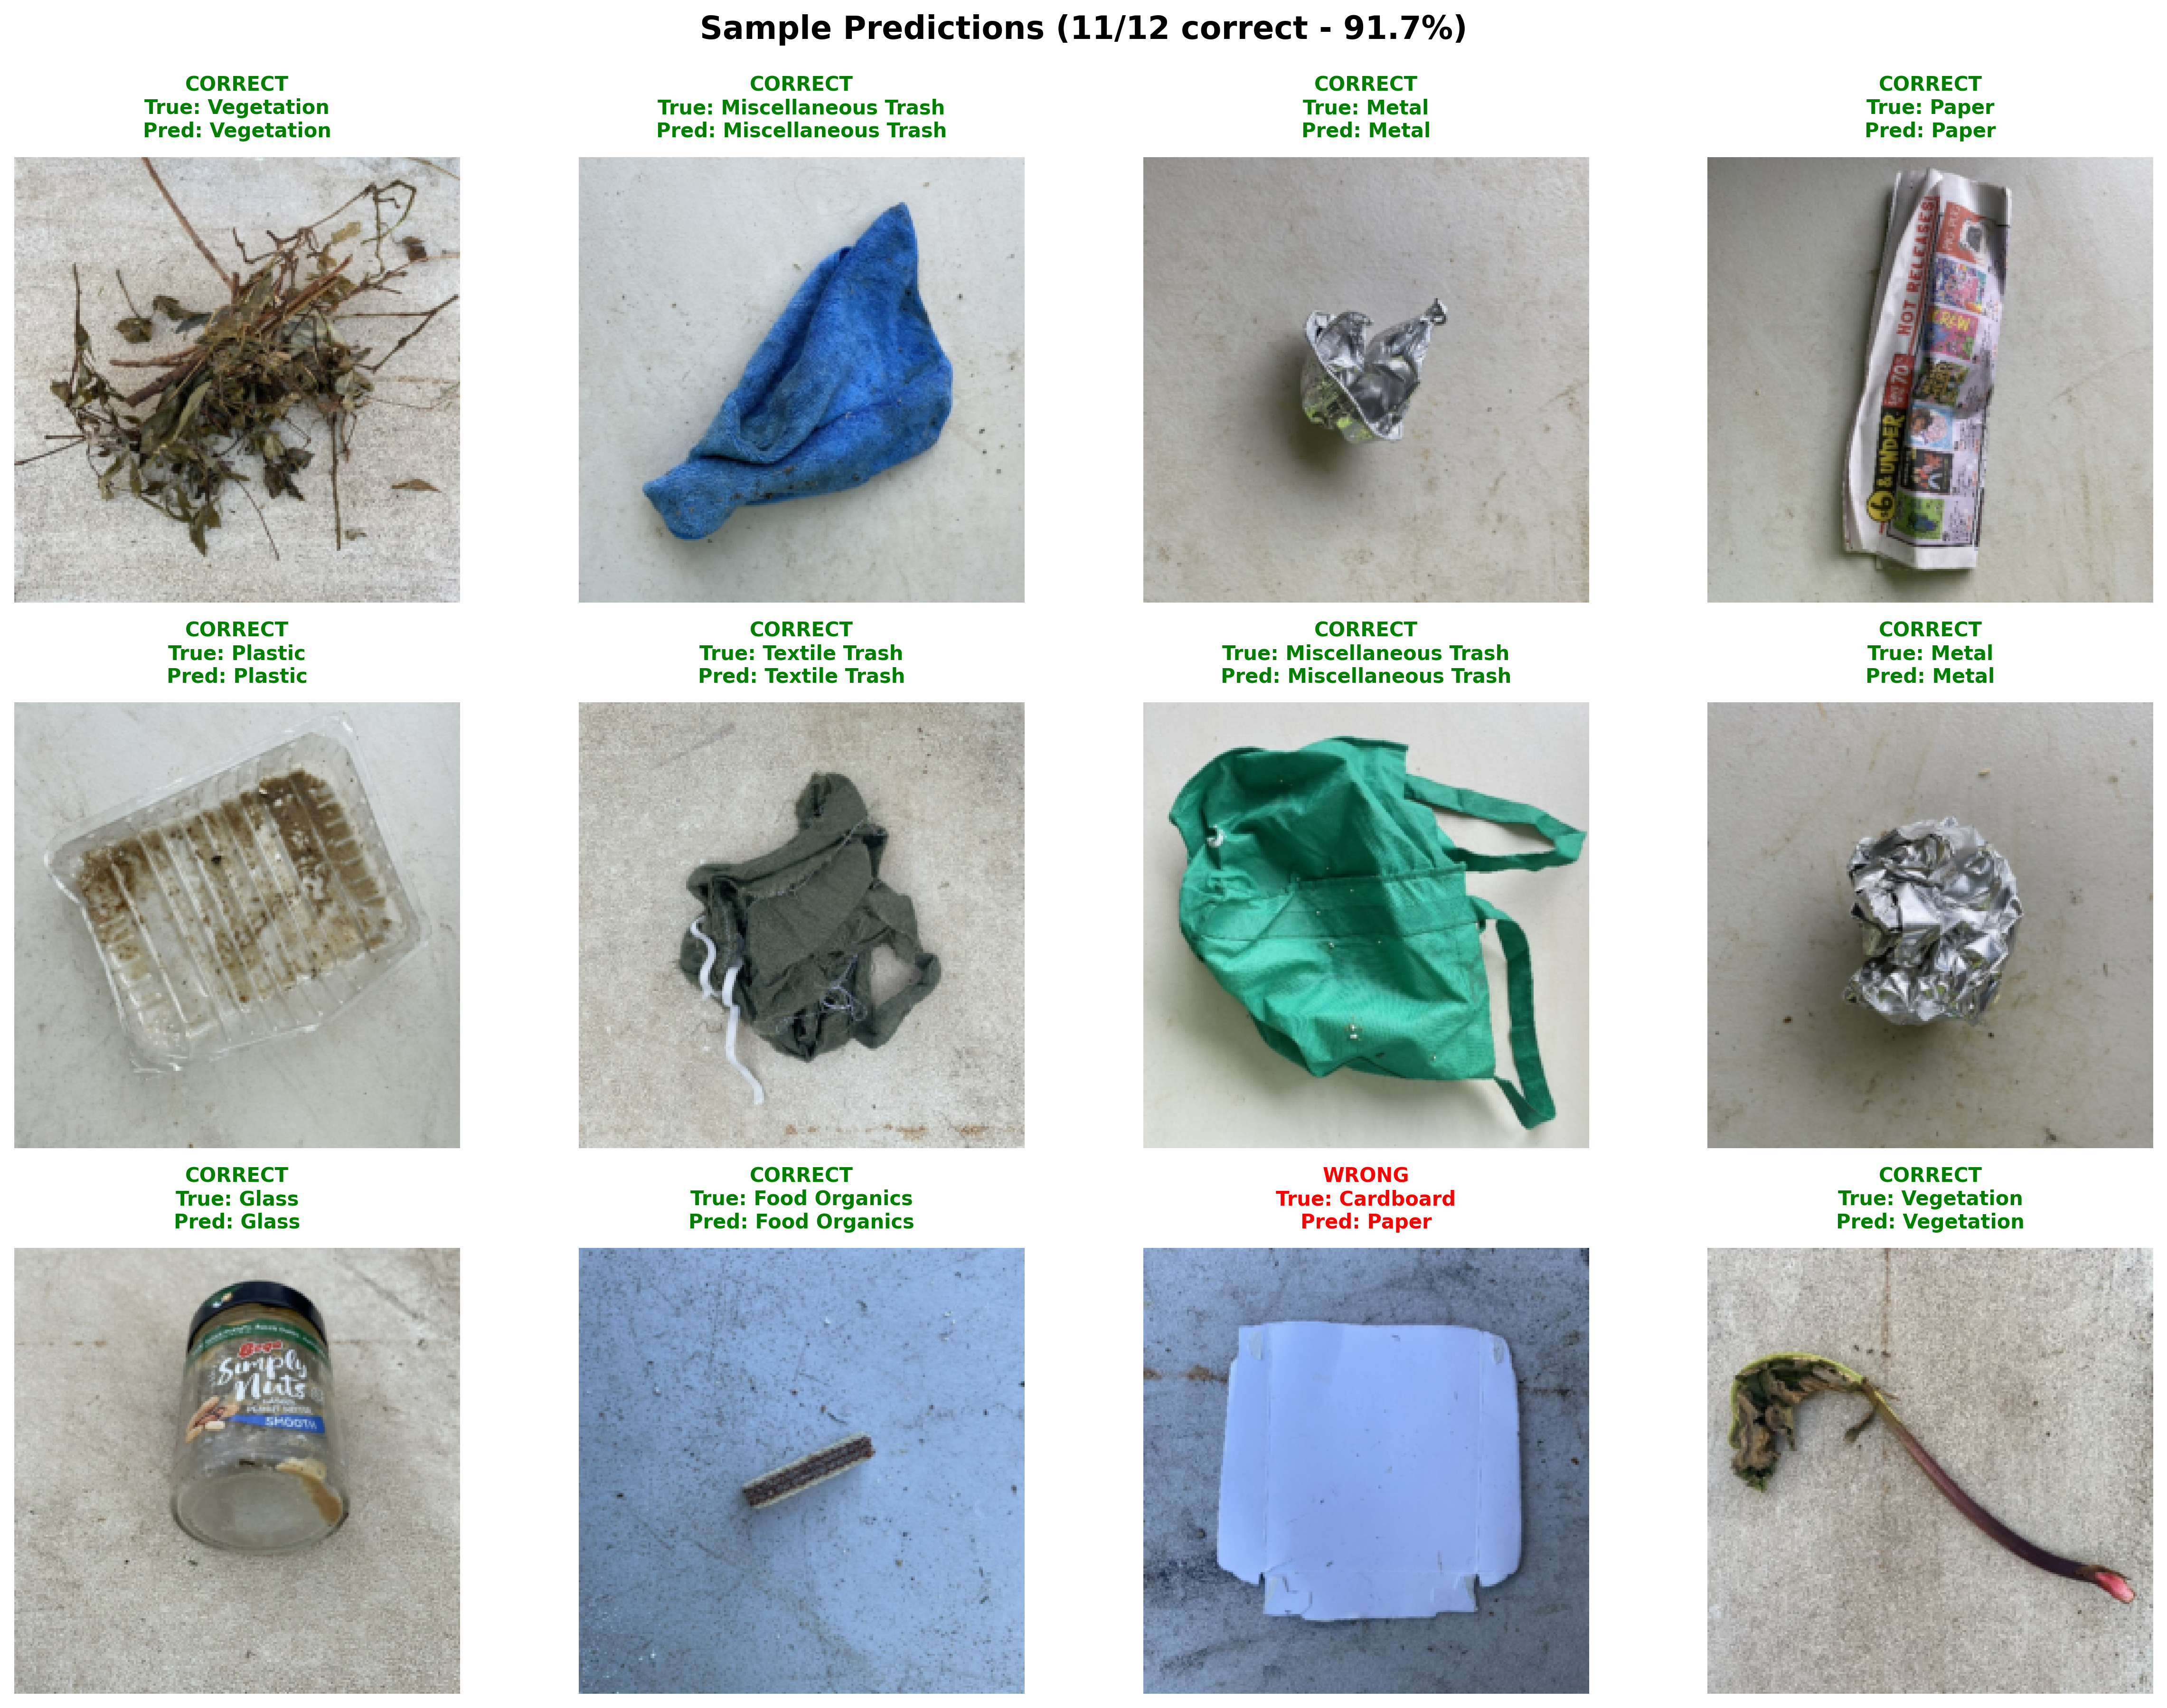 Sample Predictions (11/12 correct - 91.7%)
CORRECT
True: Vegetation
Pred: Vegetation
CORRECT
True: Miscellaneous Trash
Pred: Miscellaneous Trash
CORRECT
True: Metal
Pred: Metal
CORRECT
True: Paper
Pred: Paper
HOT RELEASES!
& UNDER
CORRECT
True: Plastic
Pred: Plastic
CORRECT
True: Textile Trash
Pred: Textile Trash
CORRECT
True: Miscellaneous Trash
Pred: Miscellaneous Trash
CORRECT
True: Metal
Pred: Metal
CORRECT
True: Glass
Pred: Glass
Bega
Simply
Nuts
SMOOTH
CORRECT
True: Food Organics
Pred: Food Organics
WRONG
True: Cardboard
Pred: Paper
CORRECT
True: Vegetation
Pred: Vegetation